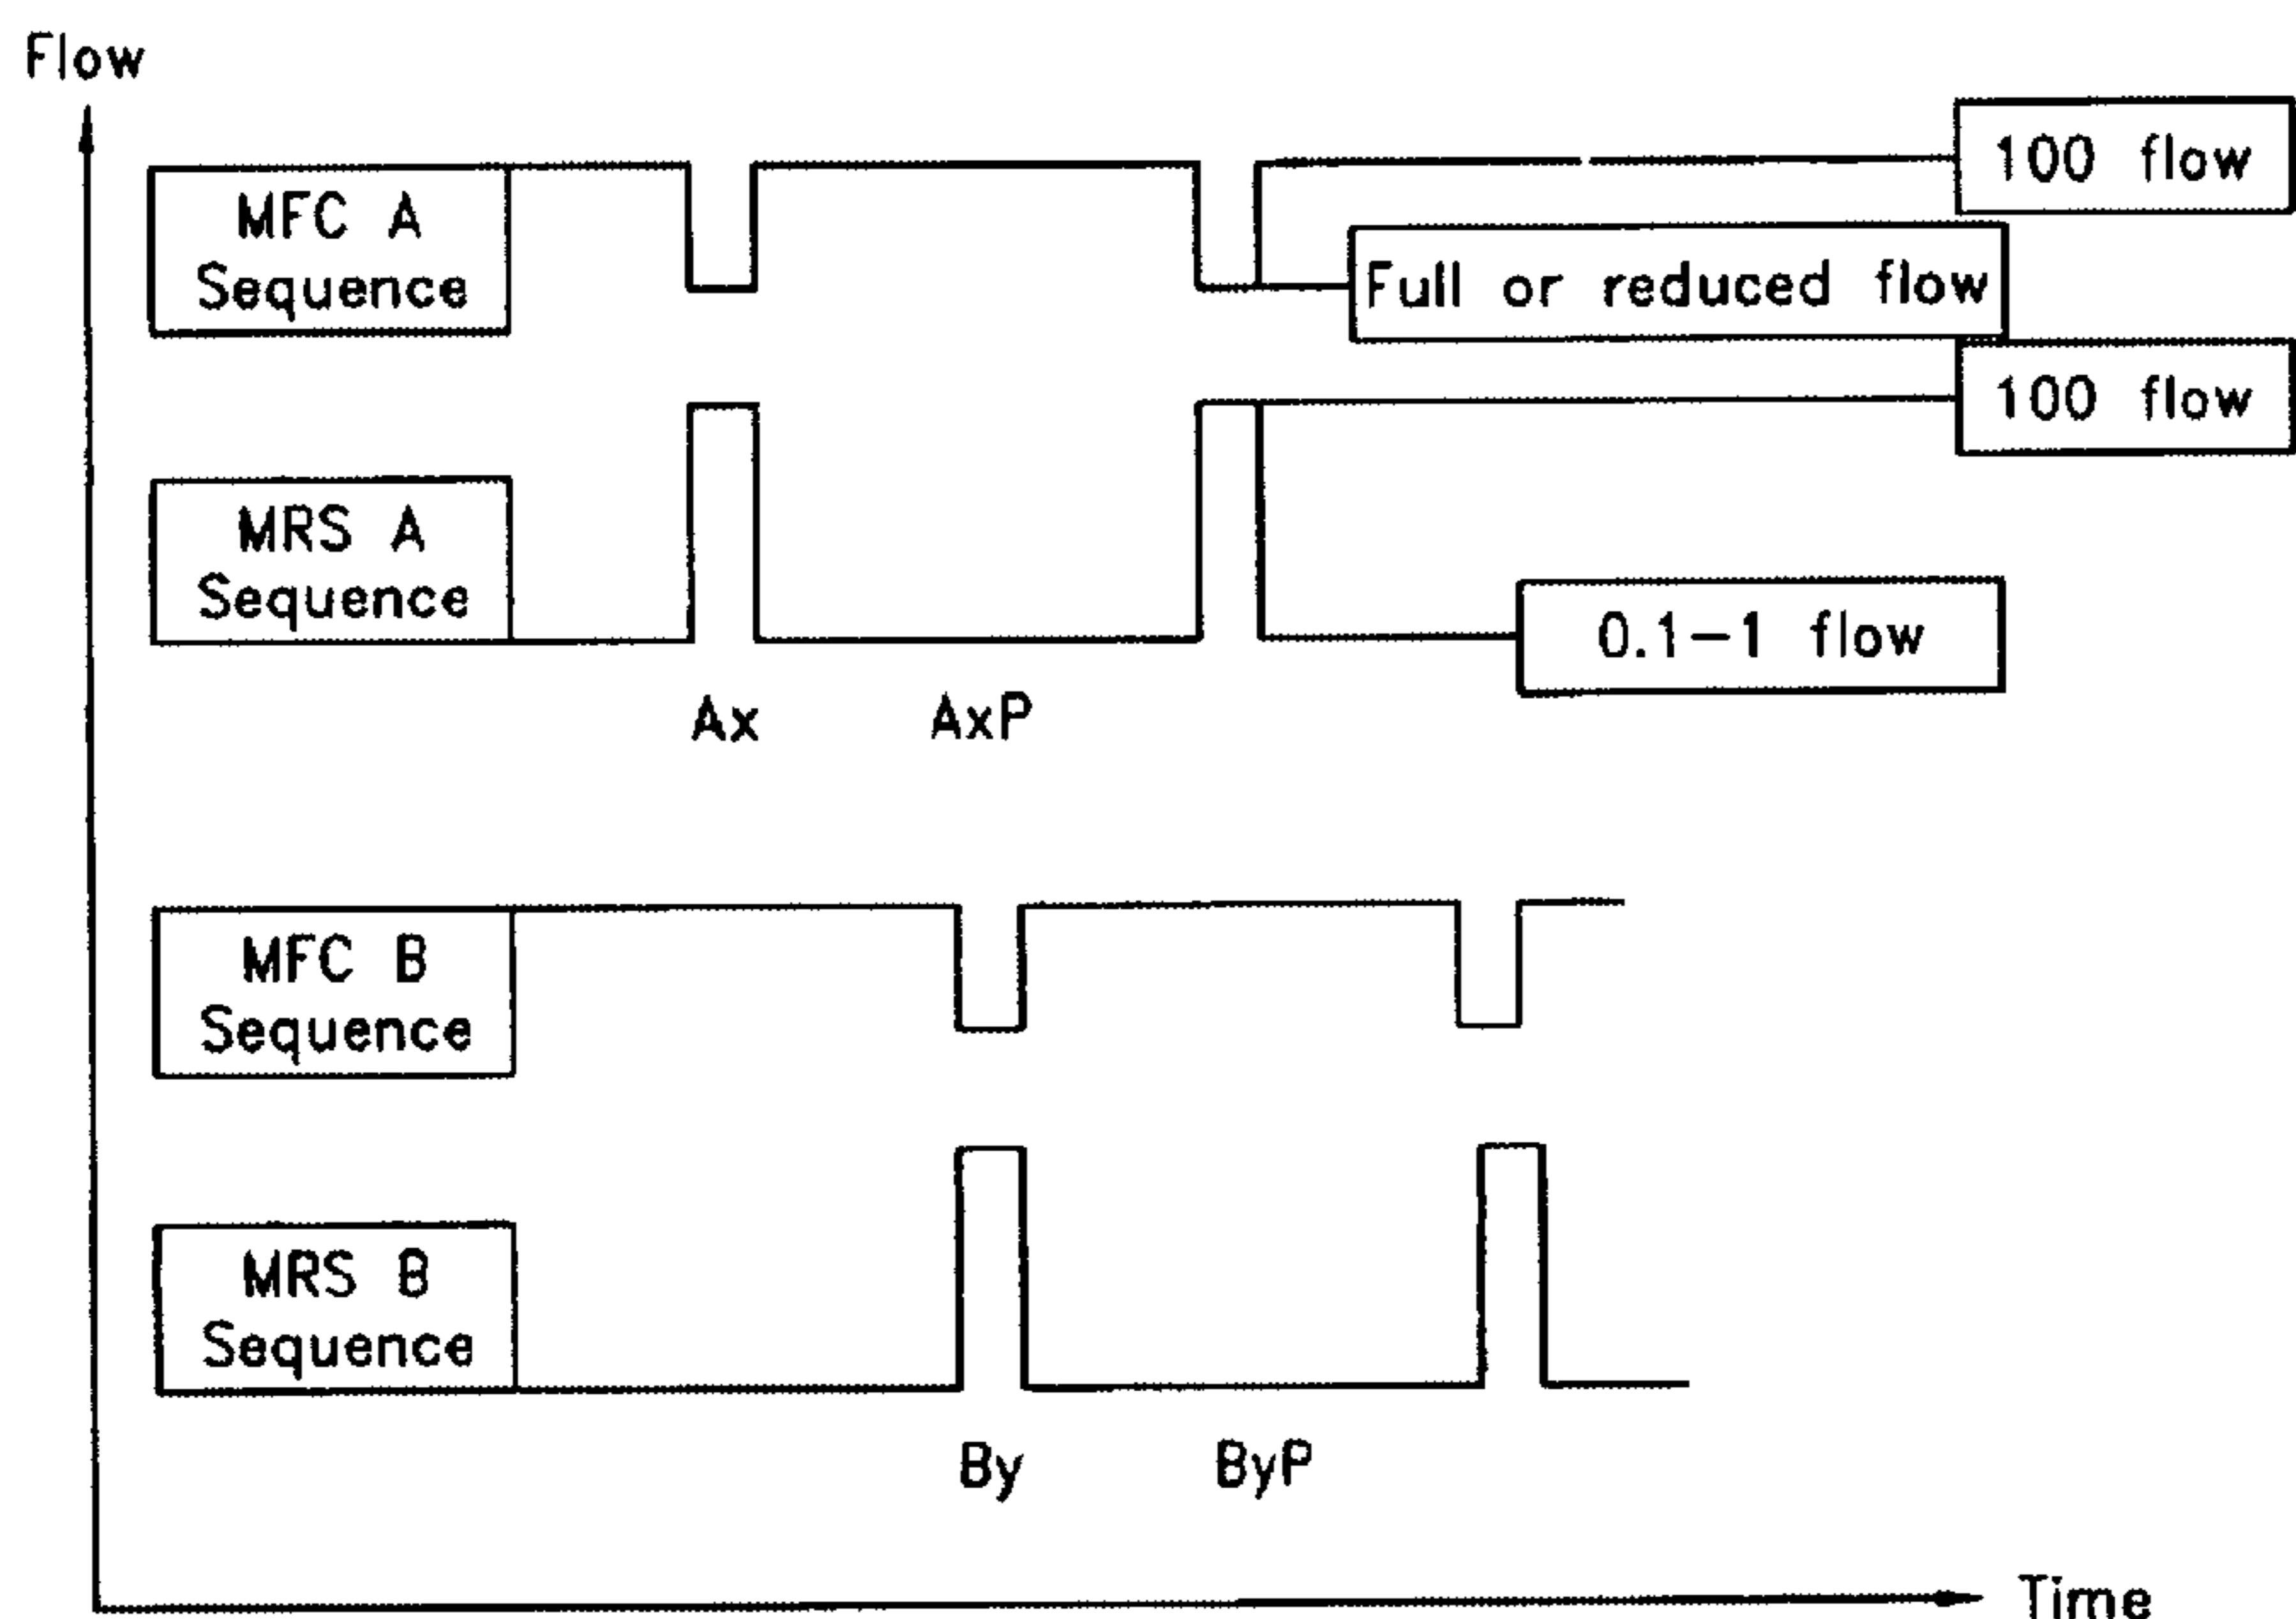 Flow
100 flow
MFC A
Sequence
Full or reduced flow
100 flow
MRS A
Sequence
0.1-1 flow
Ax AxP
MFC B
Sequence
MRS B
Sequence
By ByP
Time